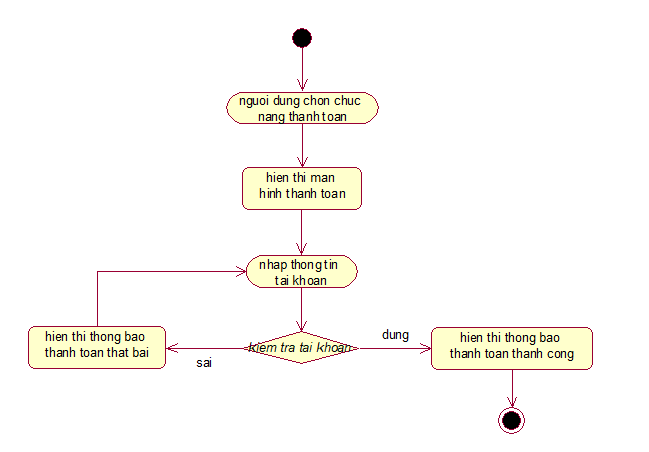 nguoi dung chon chuc
nang thanh toan
hien thi man
hinh thanh toan
nhap thong tin
tai khoan
hien thi thong bao
thanh toan that bai
sai
kiem tra tai khoan
dung
hien thi thong bao
thanh toan thanh cong